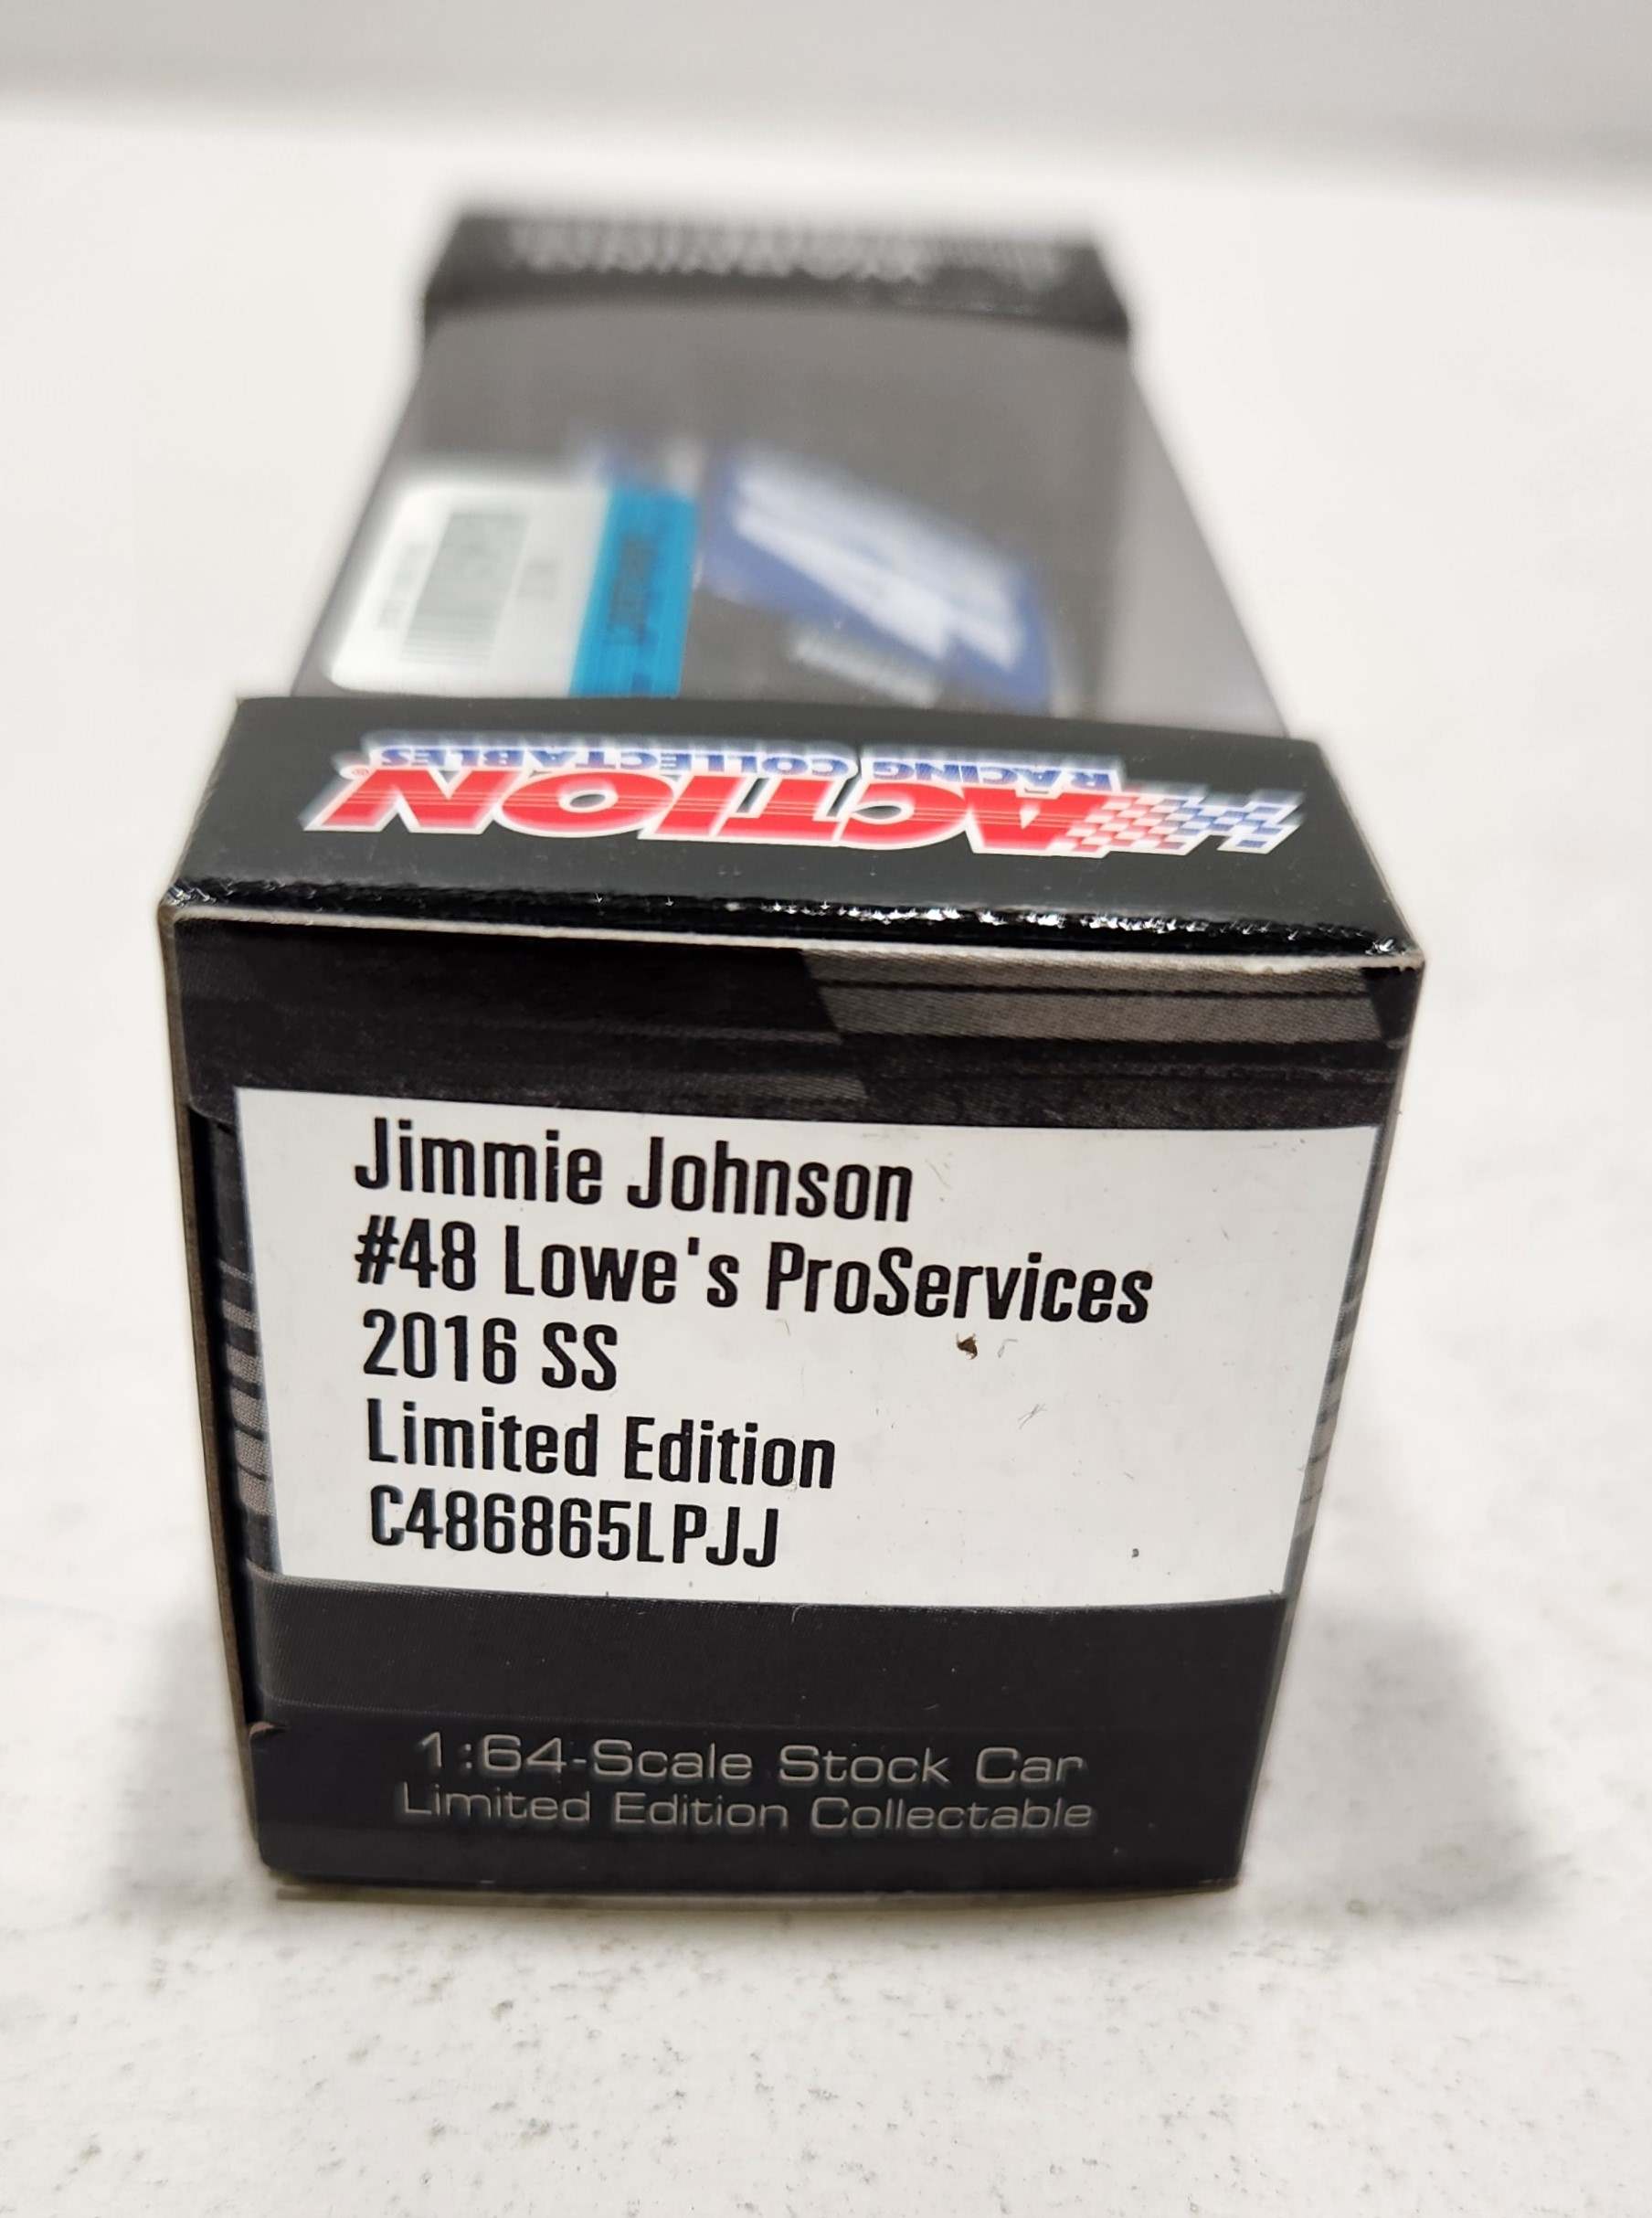 ACTION®
RACING COLLECTABLES
Jimmie Johnson
#48 Lowe's ProServices
2016 SS
Limited Edition
C486865LPJJ
1:64-Scale Stock Car
Limited Edition Collectable